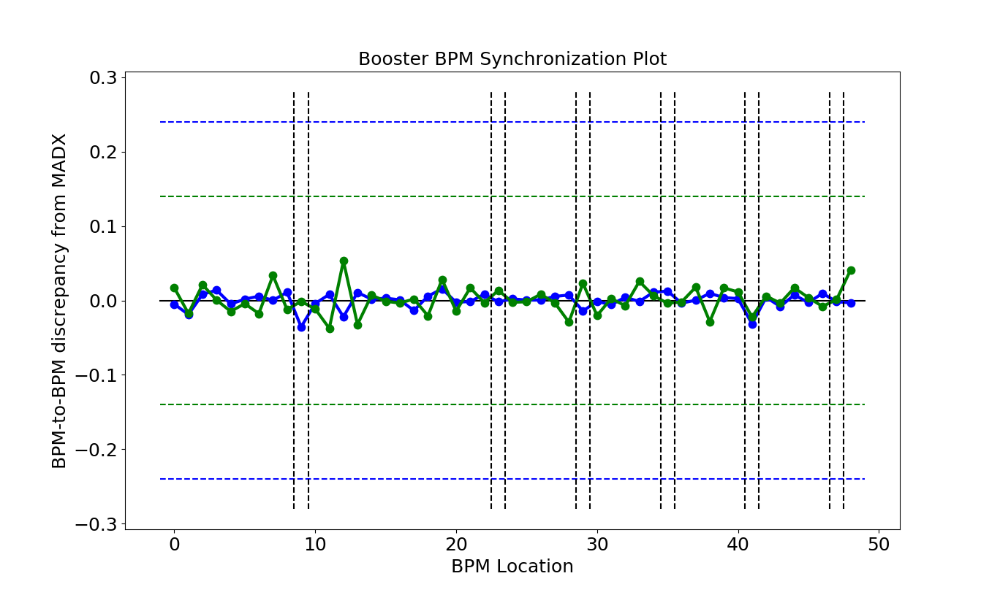 Booster BPM Synchronization Plot
BPM-to-BPM discrepancy from MADX
0.3
0.2
0.1
0.0
−0.1
−0.2
−0.3
0 10 20 30 40 50
BPM Location